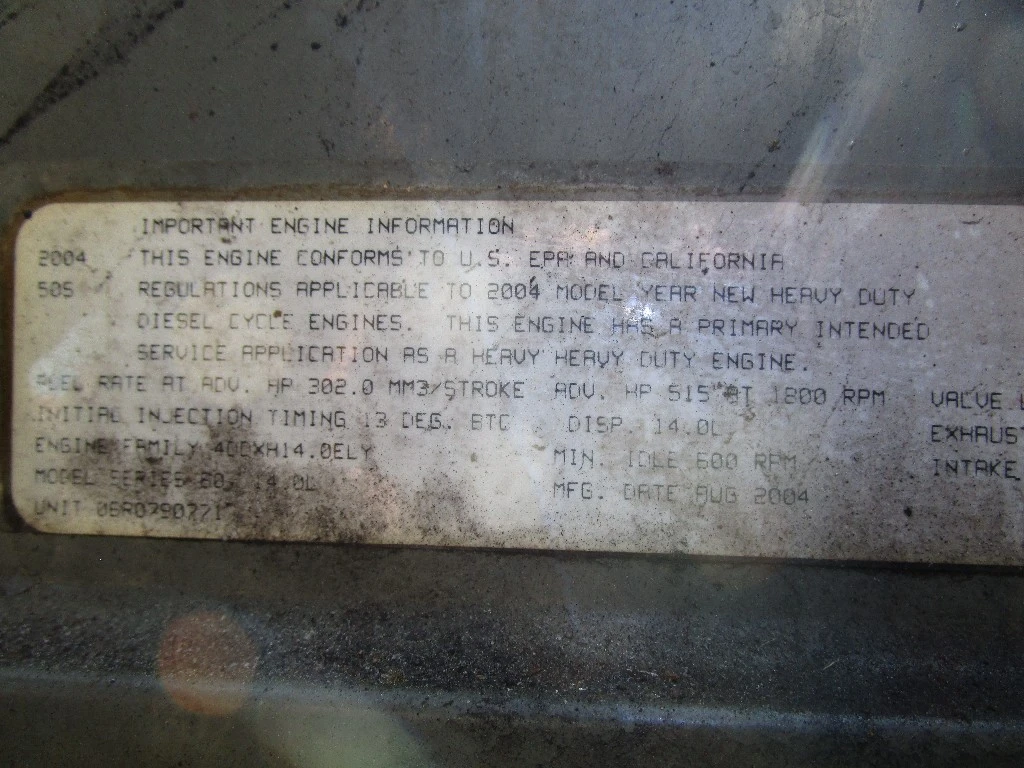 IMPORTANT ENGINE INFORMATION
2004 THIS ENGINE CONFORMS TO U.S. EPA AND CALIFORNIA
505 REGULATIONS APPLICABLE TO 2004 MODEL YEAR NEW HEAVY DUTY
DIESEL CYCLE ENGINES. THIS ENGINE HAS A PRIMARY INTENDED
SERVICE APPLICATION AS A HEAVY HEAVY DUTY ENGINE.
FUEL RATE AT ADV. HP 302.0 MM3/STROKE ADV. HP 515 AT 1800 RPM
INITIAL INJECTION TIMING 13 DEG. BTC DISP. 14.0L EXHAUST
ENGINE FAMILY 4DDXH14.0ELY MIN. IDLE 600 RPM INTAKE
MODEL SERIES 60, 14.0L MFG. DATE AUG 2004
UNIT 06R0790771